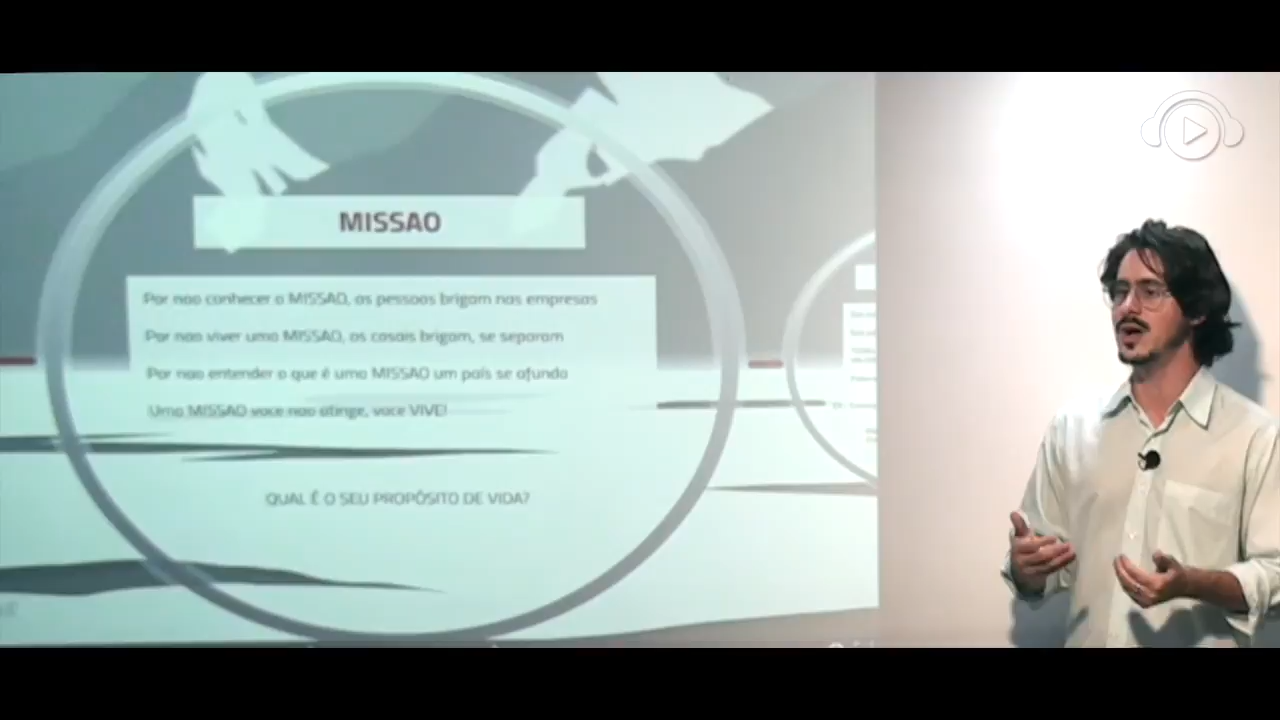 MISSAO
Por nao conhecer a MISSAO, as pessoas brigam nas empresas
Por nao viver uma MISSAO, os casais brigam, se separam
Por nao entender o que é uma MISSAO um país se afunda
Uma MISSAO voce nao atinge, voce VIVE!
QUAL É O SEU PROPÓSITO DE VIDA?